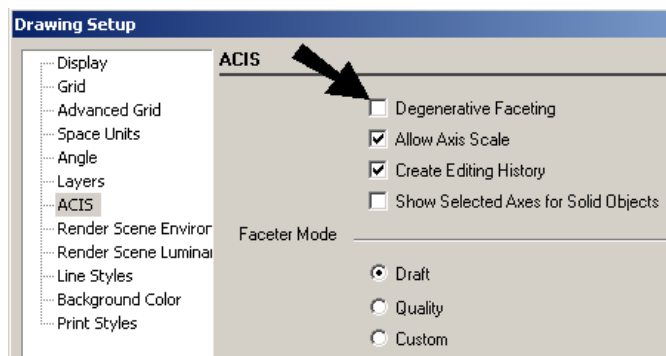 Drawing Setup
Display
Grid
Advanced Grid
Space Units
Angle
Layers
ACIS
Render Scene Environ
Render Scene Luminar
Line Styles
Background Color
Print Styles
ACIS
Degenerative Faceting
Allow Axis Scale
Create Editing History
Show Selected Axes for Solid Objects
Faceter Mode
Draft
Quality
Custom